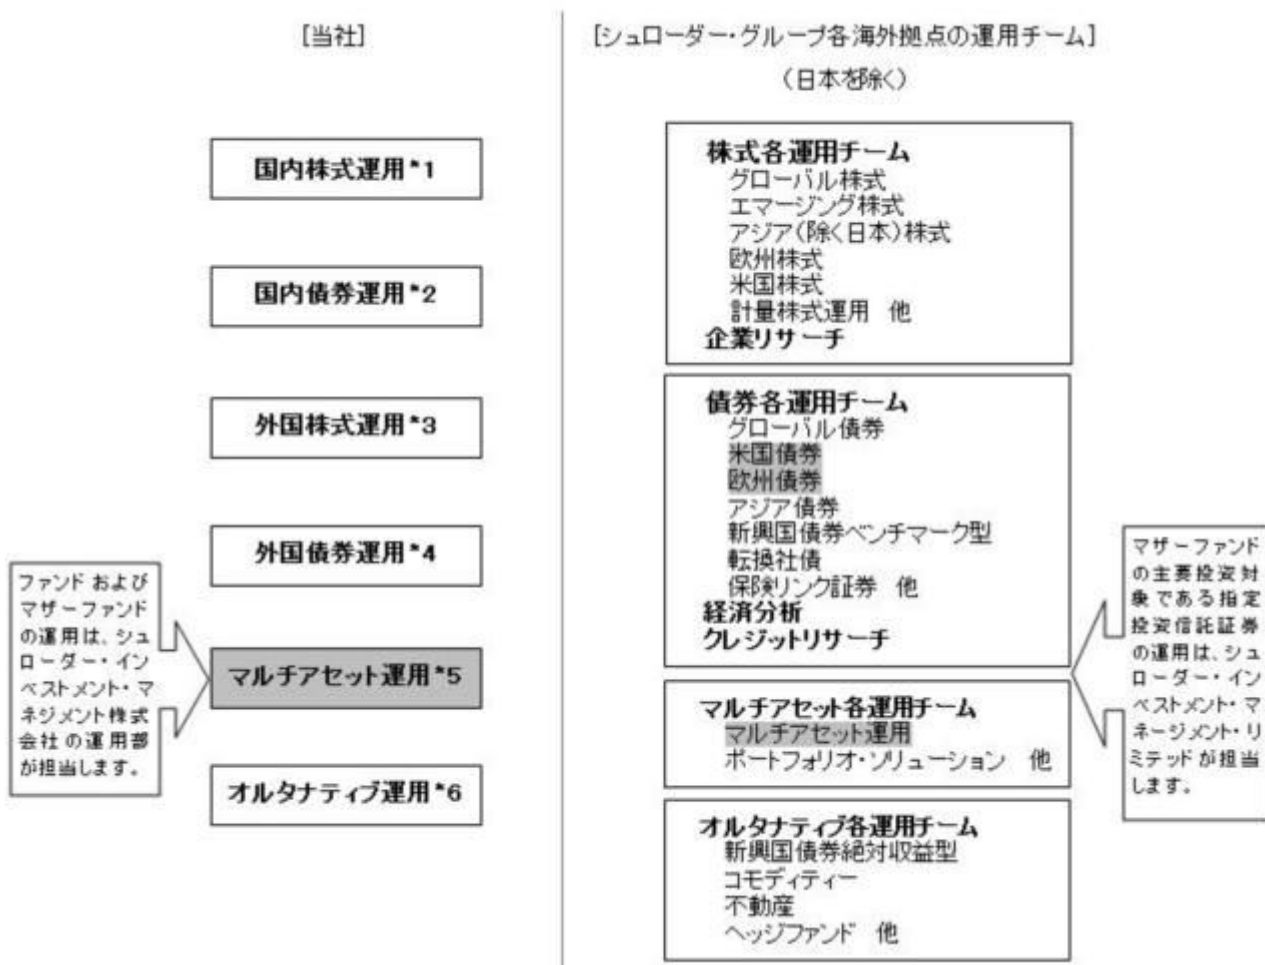 [当社]
国内株式運用*1
国内債券運用*2
外国株式運用*3
外国債券運用*4
ファンドおよび
マザーファンド
の運用は、シュ
ローダー・イン
ベストメント・マ
ネジメント株式
会社の運用部
が担当します。
マルチアセット運用*5
オルタナティブ運用*6
[シュローダー・グループ各海外拠点の運用チーム]
（日本を除く）
株式各運用チーム
グローバル株式
エマージング株式
アジア(除く日本)株式
欧州株式
米国株式
計量株式運用 他
企業リサーチ
債券各運用チーム
グローバル債券
米国債券
欧州債券
アジア債券
新興国債券ベンチマーク型
転換社債
保険リンク証券 他
経済分析
クレジットリサーチ
マルチアセット各運用チーム
マルチアセット運用
ポートフォリオ・ソリューション 他
オルタナティブ各運用チーム
新興国債券絶対収益型
コモディティー
不動産
ヘッジファンド 他
マザーファンド
の主要投資対
象である指定
投資信託証券
の運用は、シュ
ローダー・イン
ベストメント・マ
ネージメント・リ
ミテッドが担当
します。